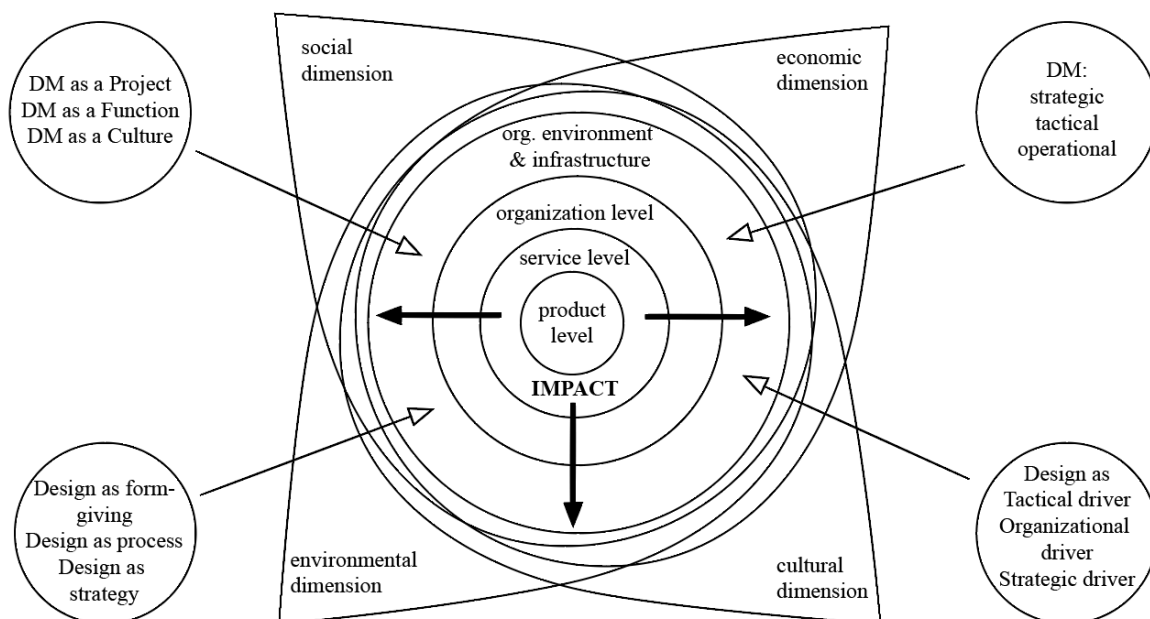 social
dimension
economic
dimension
DM as a Project
DM as a Function
DM as a Culture
DM:
strategic
tactical
operational
org. environment
& infrastructure
organization level
service level
product
level
IMPACT
Design as form-
giving
Design as process
Design as
strategy
environmental
dimension
cultural
dimension
Design as
Tactical driver
Organizational
driver
Strategic driver